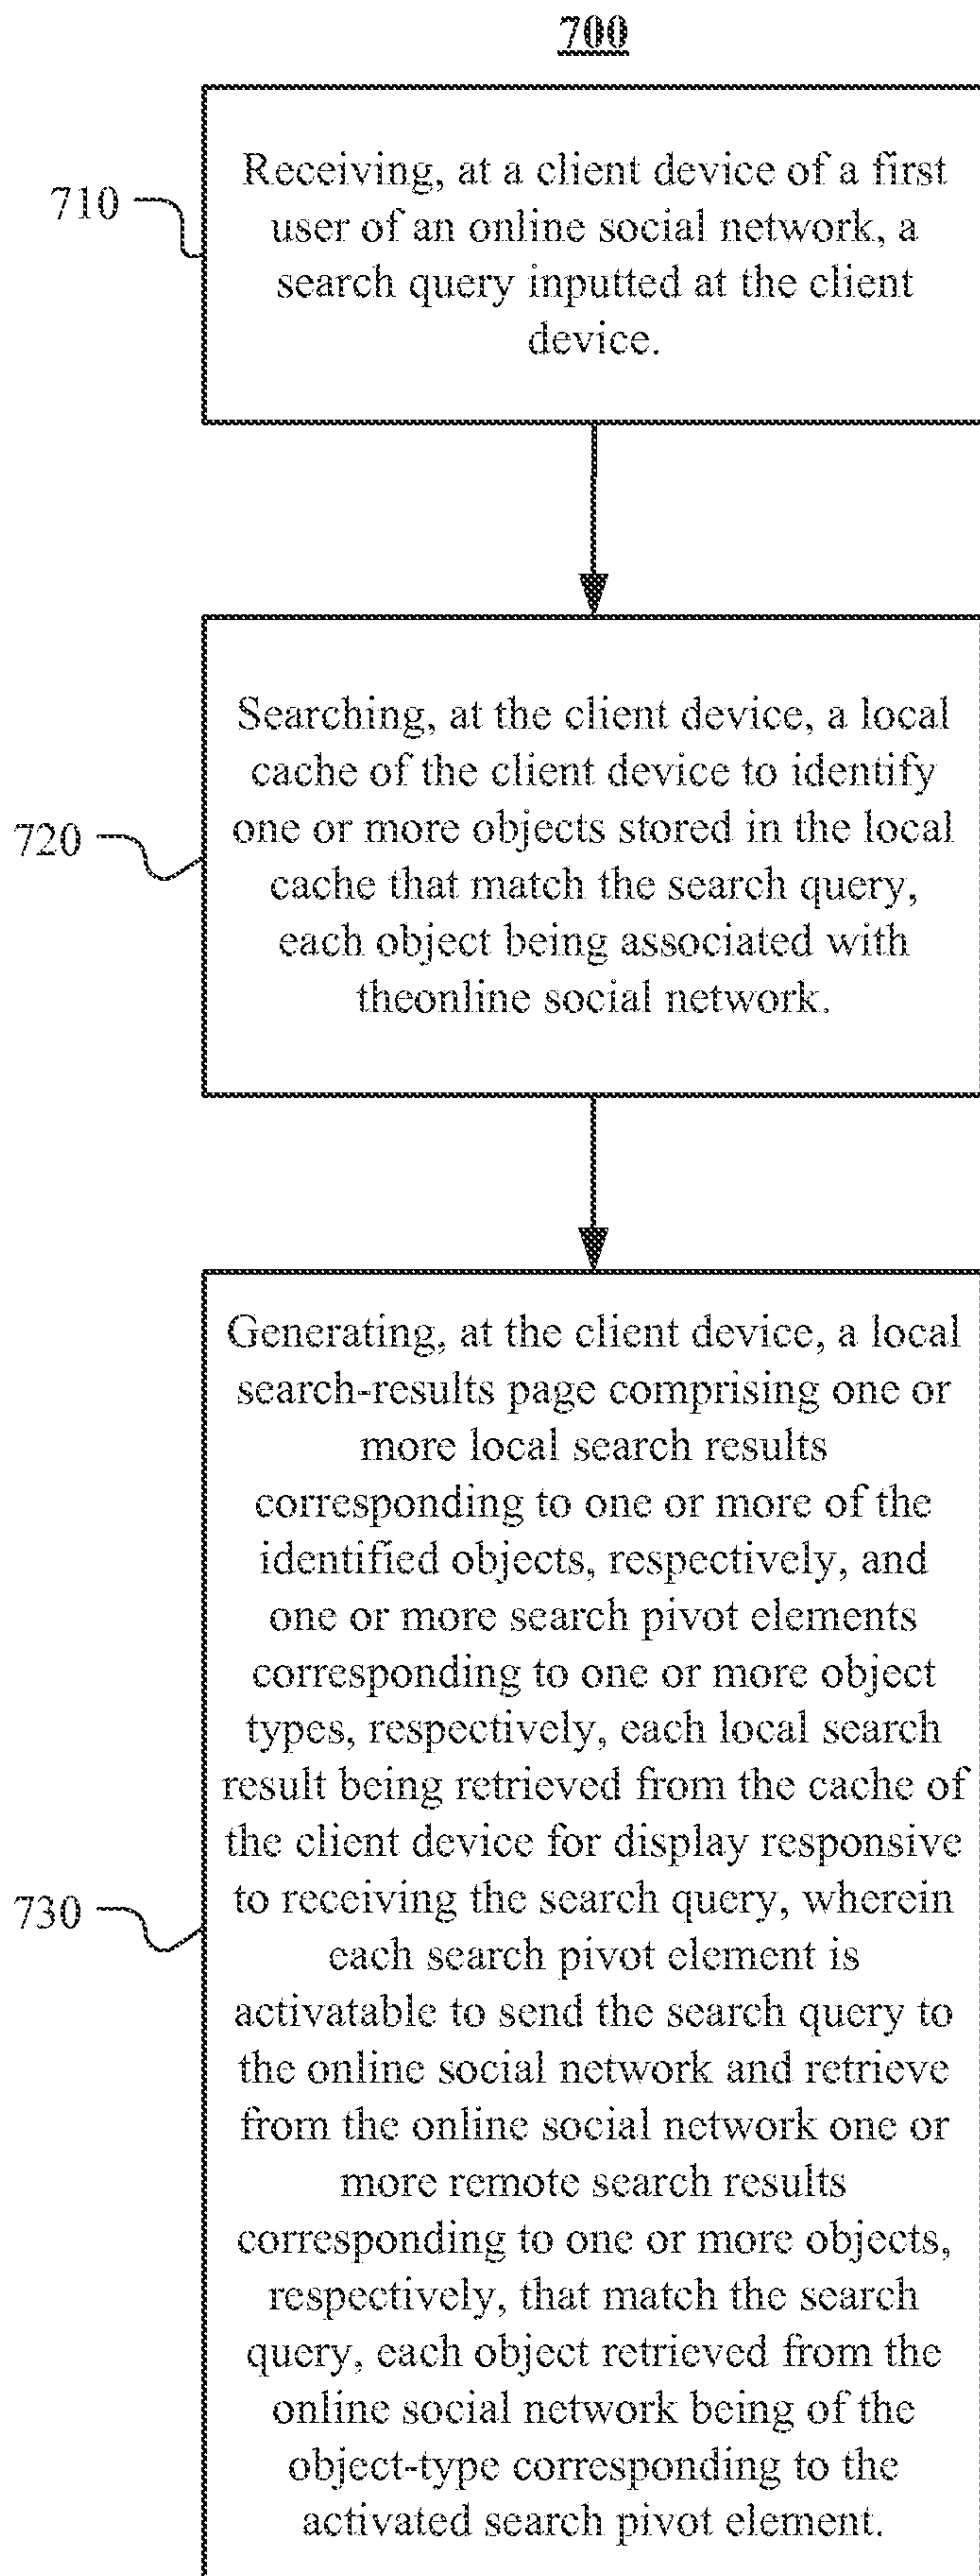 700
710
Receiving, at a client device of a first
user of an online social network, a
search query inputted at the client
device.
720
Searching, at the client device, a local
cache of the client device to identify
one or more objects stored in the local
cache that match the search query,
each object being associated with
theonline social network.
730
Generating, at the client device, a local
search-results page comprising one or
more local search results
corresponding to one or more of the
identified objects, respectively, and
one or more search pivot elements
corresponding to one or more object
types, respectively, each local search
result being retrieved from the cache of
the client device for display responsive
to receiving the search query, wherein
each search pivot element is
activatable to send the search query to
the online social network and retrieve
from the online social network one or
more remote search results
corresponding to one or more objects,
respectively, that match the search
query, each object retrieved from the
online social network being of the
object-type corresponding to the
activated search pivot element.